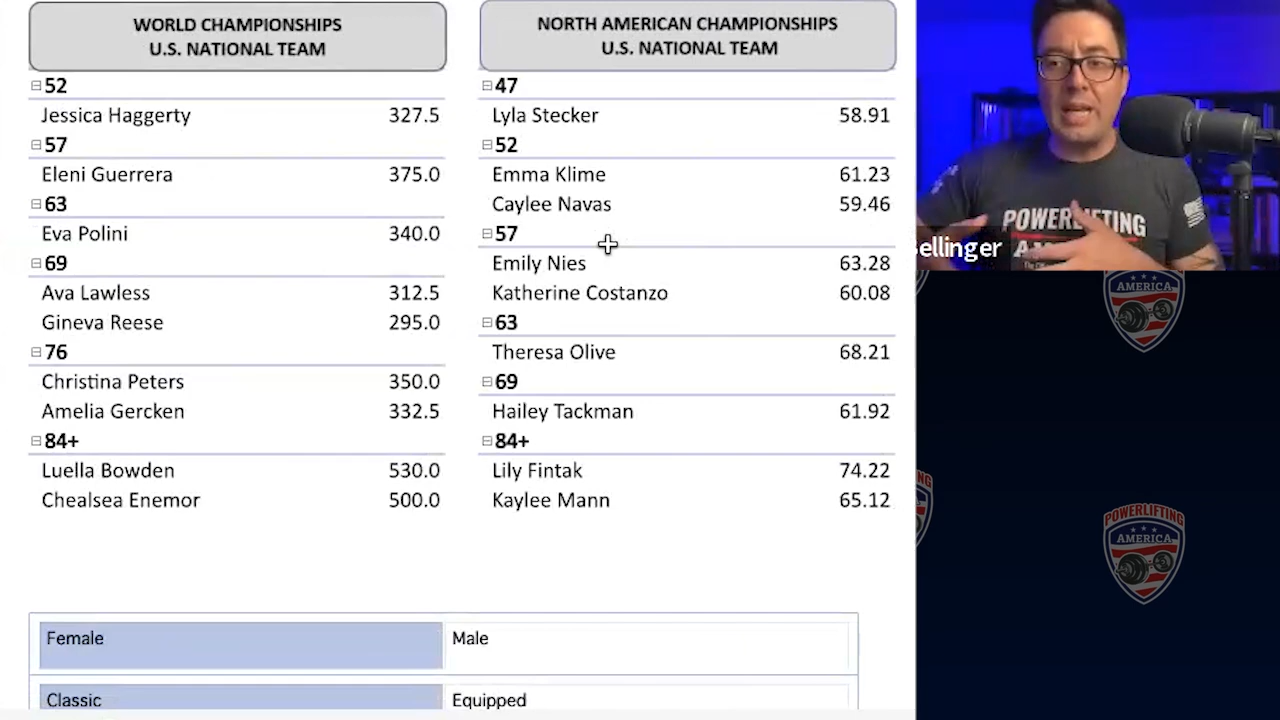 WORLD CHAMPIONSHIPS
U.S. NATIONAL TEAM
52
Jessica Haggerty 327.5
57
Eleni Guerrera 375.0
63
Eva Polini 340.0
69
Ava Lawless 312.5
Gineva Reese 295.0
76
Christina Peters 350.0
Amelia Gercken 332.5
84+
Luella Bowden 530.0
Chealsea Enemor 500.0
NORTH AMERICAN CHAMPIONSHIPS
U.S. NATIONAL TEAM
47
Lyla Stecker 58.91
52
Emma Klime 61.23
Caylee Navas 59.46
57
Emily Nies 63.28
Katherine Costanzo 60.08
63
Theresa Olive 68.21
69
Hailey Tackman 61.92
84+
Lily Fintak 74.22
Kaylee Mann 65.12
Female Male
Classic Equipped
POWERLIFTING
ellinger
AMERICA
POWERLIFTING
AMERICA